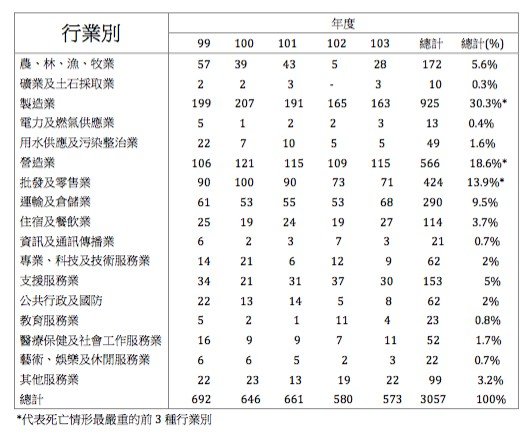 行業別 年度
99 100 101 102 103 總計 總計(%)
農、林、漁、牧業 57 39 43 5 28 172 5.6%
礦業及土石採取業 2 2 3 - 3 10 0.3%
製造業 199 207 191 165 163 925 30.3%*
電力及燃氣供應業 5 1 2 2 3 13 0.4%
用水供應及污染整治業 22 7 10 5 5 49 1.6%
營造業 106 121 115 109 115 566 18.6%*
批發及零售業 90 100 90 73 71 424 13.9%*
運輸及倉儲業 61 53 55 53 68 290 9.5%
住宿及餐飲業 25 19 24 19 27 114 3.7%
資訊及通訊傳播業 6 2 3 7 3 21 0.7%
專業、科技及技術服務業 14 21 6 12 9 62 2%
支援服務業 34 21 31 37 30 153 5%
公共行政及國防 22 13 14 5 8 62 2%
教育服務業 5 2 1 11 4 23 0.8%
醫療保健及社會工作服務業 16 9 9 7 11 52 1.7%
藝術、娛樂及休閒服務業 6 6 5 2 3 22 0.7%
其他服務業 22 23 13 19 22 99 3.2%
總計 692 646 661 580 573 3057 100%
*代表死亡情形最嚴重的前 3 種行業別